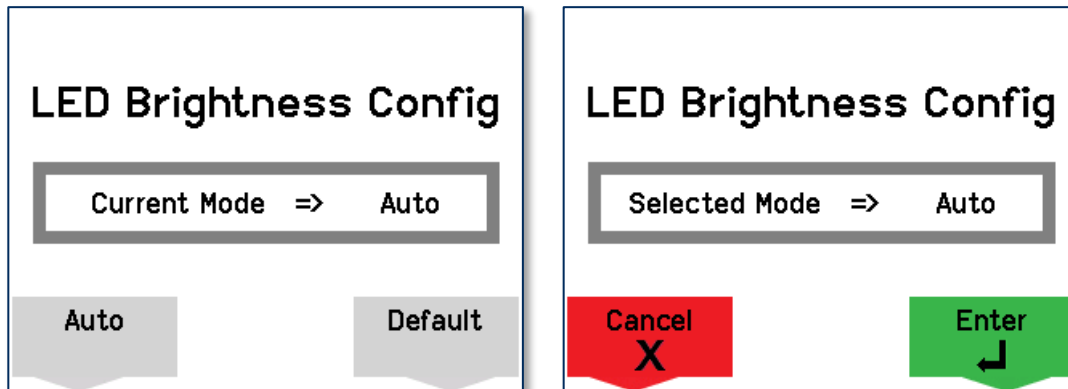 LED Brightness Config
Current Mode => Auto
Auto
Default
LED Brightness Config
Selected Mode => Auto
Cancel
X
Enter